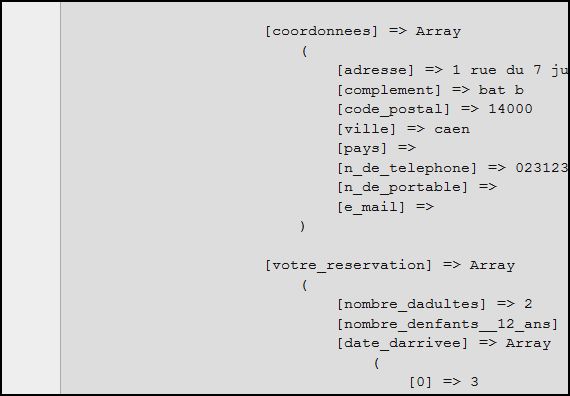 [coordonnees] => Array
(
[adresse] => 1 rue du 7 ju
[complement] => bat b
[code_postal] => 14000
[ville] => caen
[pays] =>
[n_de_telephone] => 023123
[n_de_portable] =>
[e_mail] =>
)
[votre_reservation] => Array
(
[nombre_dadultes] => 2
[nombre_denfants__12_ans]
[date_darrivee] => Array
(
[0] => 3